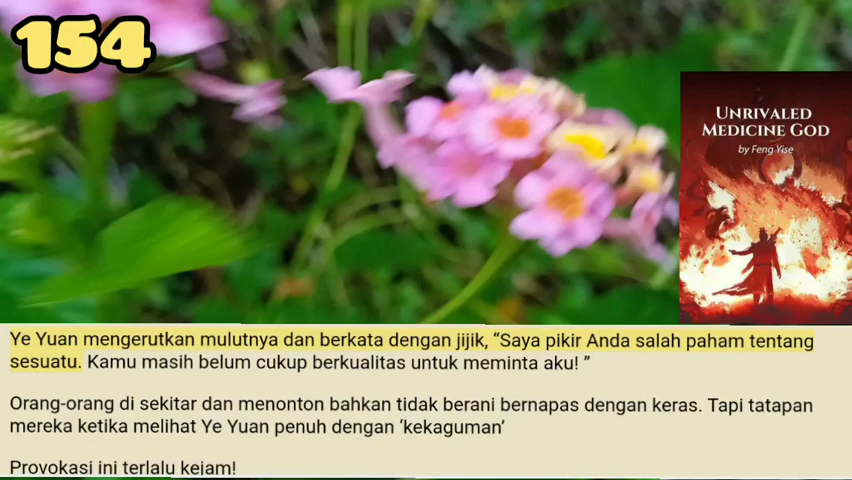 154
UNRIVALED
MEDICINE GOD
by Feng Yise
Ye Yuan mengerutkan mulutnya dan berkata dengan jijik, “Saya pikir Anda salah paham tentang
sesuatu. Kamu masih belum cukup berkualitas untuk meminta aku! ”
Orang-orang di sekitar dan menonton bahkan tidak berani bernapas dengan keras. Tapi tatapan
mereka ketika melihat Ye Yuan penuh dengan ‘kekaguman’
Provokasi ini terlalu kejam!